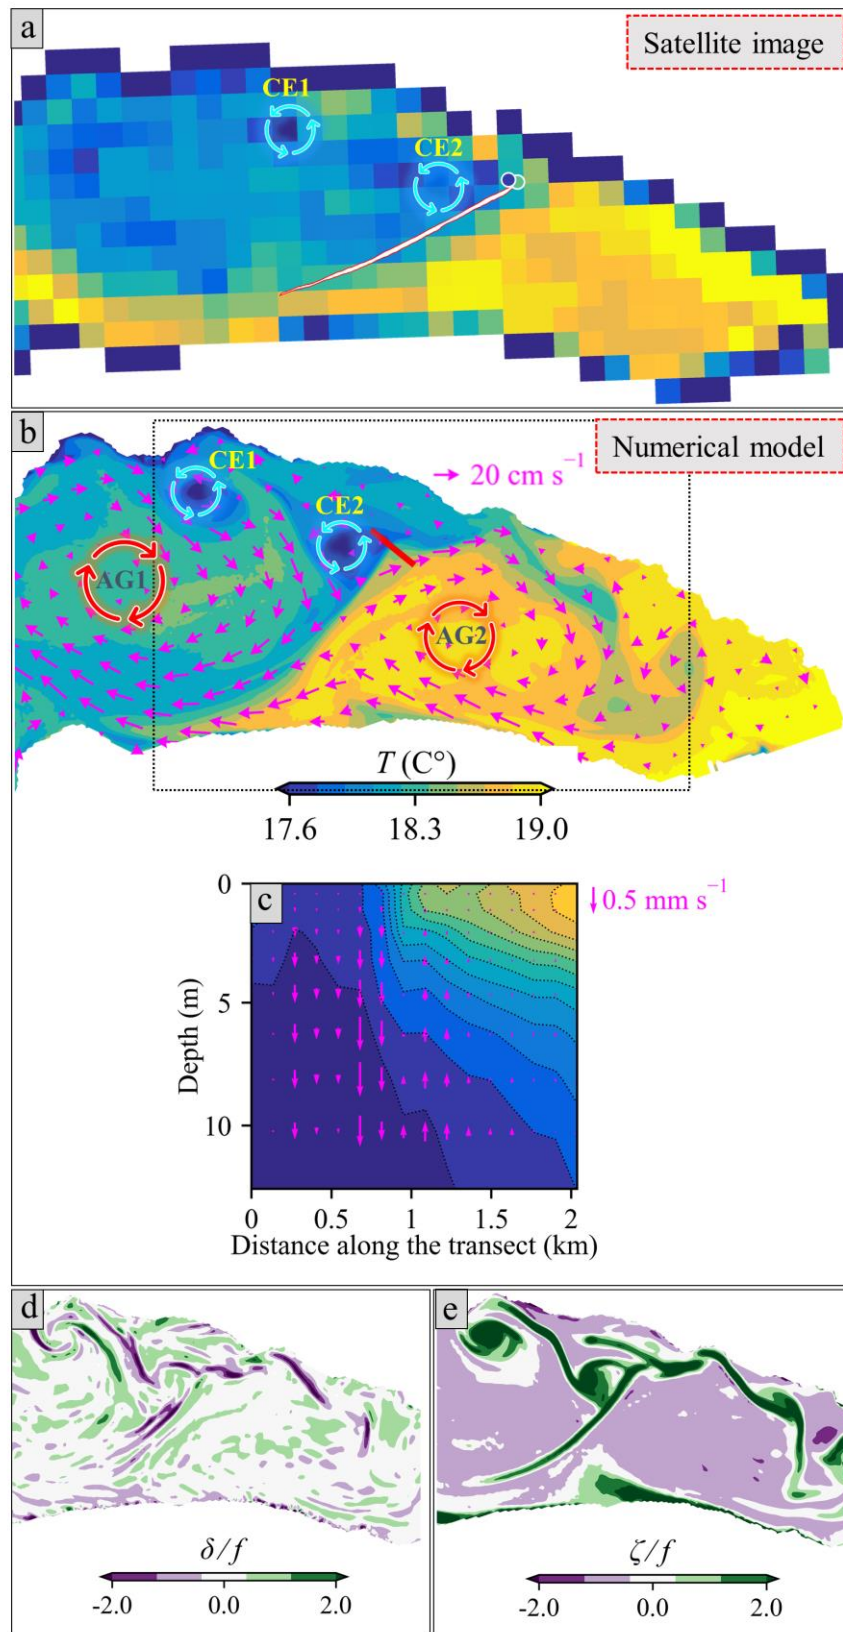 a
Satellite image
CE1
CE2
b
Numerical model
CE1
20 cm s⁻¹
CE2
AG1
AG2
T (C°)
17.6 18.3 19.0
0
c
0.5 mm s⁻¹
5
Depth (m)
10
0 0.5 1 1.5 2
Distance along the transect (km)
d
δ/f
-2.0 0.0 2.0
e
ζ/f
-2.0 0.0 2.0